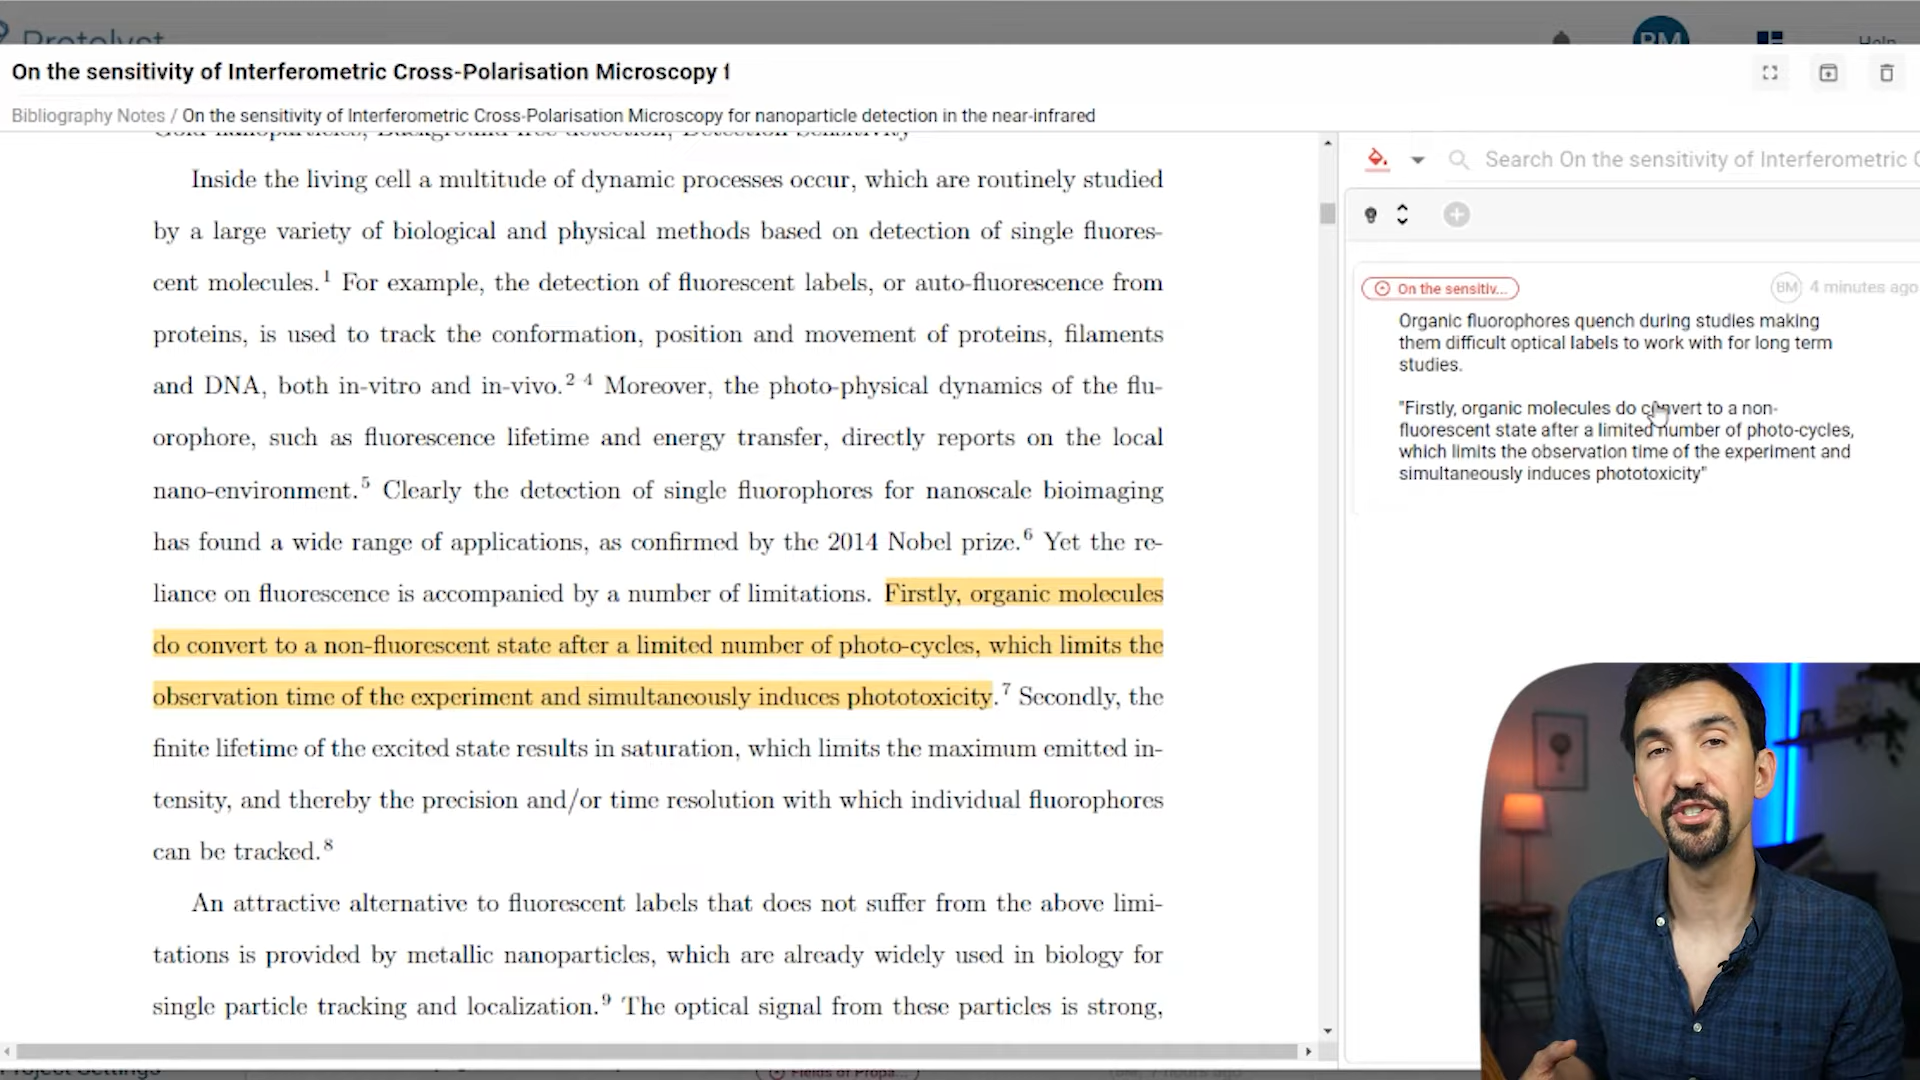 Protolyst
BM
Help
On the sensitivity of Interferometric Cross-Polarisation Microscopy f
Bibliography Notes / On the sensitivity of Interferometric Cross-Polarisation Microscopy for nanoparticle detection in the near-infrared
Gold nanoparticles, Background free detection, Detection Sensitivity
Inside the living cell a multitude of dynamic processes occur, which are routinely studied
by a large variety of biological and physical methods based on detection of single fluores-
cent molecules.1 For example, the detection of fluorescent labels, or auto-fluorescence from
proteins, is used to track the conformation, position and movement of proteins, filaments
and DNA, both in-vitro and in-vivo.2 4 Moreover, the photo-physical dynamics of the flu-
orophore, such as fluorescence lifetime and energy transfer, directly reports on the local
nano-environment.5 Clearly the detection of single fluorophores for nanoscale bioimaging
has found a wide range of applications, as confirmed by the 2014 Nobel prize.6 Yet the re-
liance on fluorescence is accompanied by a number of limitations. Firstly, organic molecules
do convert to a non-fluorescent state after a limited number of photo-cycles, which limits the
observation time of the experiment and simultaneously induces phototoxicity.7 Secondly, the
finite lifetime of the excited state results in saturation, which limits the maximum emitted in-
tensity, and thereby the precision and/or time resolution with which individual fluorophores
can be tracked.8
An attractive alternative to fluorescent labels that does not suffer from the above limi-
tations is provided by metallic nanoparticles, which are already widely used in biology for
single particle tracking and localization.9 The optical signal from these particles is strong,
Search On the sensitivity of Interferometric C
On the sensitiv...
BM 4 minutes ago
Organic fluorophores quench during studies making
them difficult optical labels to work with for long term
studies.
"Firstly, organic molecules do convert to a non-
fluorescent state after a limited number of photo-cycles,
which limits the observation time of the experiment and
simultaneously induces phototoxicity"
Project Settings
Fields of Propa...